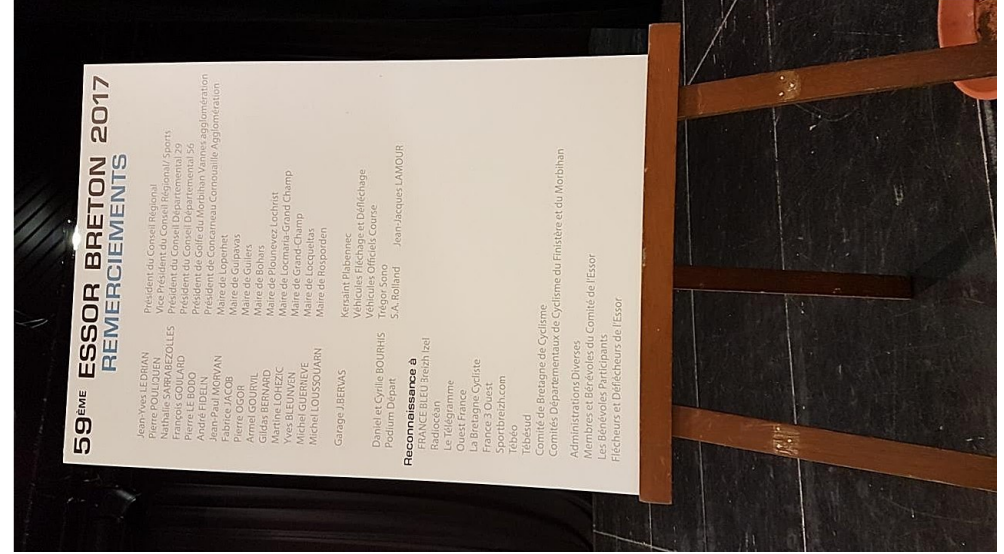 59ÈME ESSOR BRETON 2017
REMERCIEMENTS
Jean-Yves LEDRIAN Président du Conseil Régional
Pierre POULIQUEN Vice Président du Conseil Régional/ Sports
Nathalie SARRABEZOLLES Président du Conseil Départemental 29
François GOULARD Président du Conseil Départemental 56
Pierre LE BODO Président de Golfe du Morbihan Vannes agglomération
André FIDELIN Président de Concarneau Cornouaille Agglomération
Jean-Paul MORVAN Maire de Loperhet
Fabrice JACOB Maire de Guipavas
Pierre OGOR Maire de Guilers
Armel GOURVIL Maire de Bohars
Gildas BERNARD Maire de Plounevez Lochrist
Martine LOHEZIC Maire de Locmaria-Grand Champ
Yves BLEUNVEN Maire de Grand-Champ
Michel GUERNEVE Maire de Locqueltas
Michel LOUSSOUARN Maire de Rosporden
Garage J.BERVAS Kersaint Plabennec
Véhicules Fléchage et Défléchage
Véhicules Officiels Course
Daniel et Cyrille BOURHIS Trégor Sono
Podium Départ S.A. Rolland Jean-Jacques LAMOUR
Reconnaissance à
FRANCE BLEU Breizh Izel
Radiocéan
Le Télégramme
Ouest France
La Bretagne Cycliste
France 3 Ouest
Sportbreizh.com
Tébéo
Tébésud
Comité de Bretagne de Cyclisme
Comités Départementaux de Cyclisme du Finistère et du Morbihan
Administrations Diverses
Membres et Bénévoles du Comité de l'Essor
Les Bénévoles Participants
Flécheurs et Déflécheurs de l'Essor